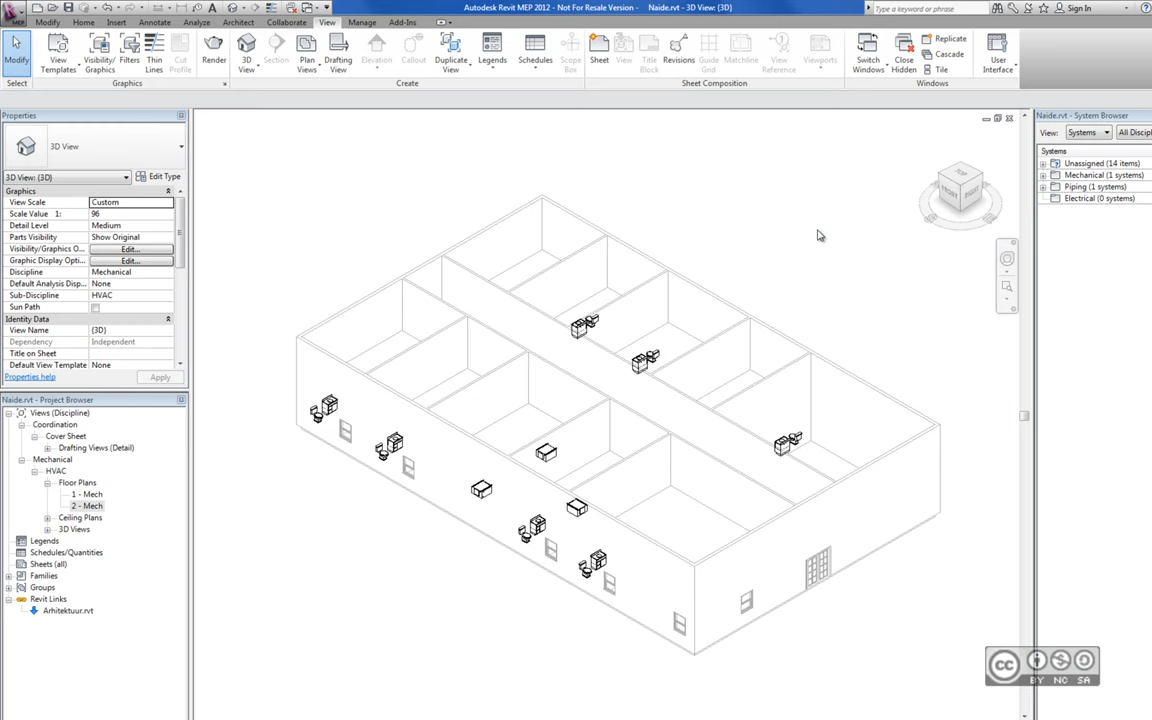 Autodesk Revit MEP 2012 - Not For Resale Version - Naide.rvt - 3D View: {3D}
Type a keyword or phrase
Sign In
MEP
Modify Home Insert Annotate Analyze Architect Collaborate View Manage Add-Ins
Modify
View Templates
Visibility/ Graphics
Filters
Thin Lines
Cut Profile
Render
3D View
Section
Plan Views
Drafting View
Elevation
Callout
Duplicate View
Legends
Schedules
Scope Box
Sheet
View
Title Block
Revisions
Guide Grid
Matchline
View Reference
Viewports
Switch Windows
Close Hidden
Replicate
Cascade
Tile
User Interface
Select Graphics Create Sheet Composition Windows
Properties
3D View
3D View: {3D} Edit Type
Graphics
View Scale Custom
Scale Value 1: 96
Detail Level Medium
Parts Visibility Show Original
Visibility/Graphics O... Edit...
Graphic Display Opti... Edit...
Discipline Mechanical
Default Analysis Disp... None
Sub-Discipline HVAC
Sun Path
Identity Data
View Name {3D}
Dependency Independent
Title on Sheet
Default View Template None
Properties help Apply
Naide.rvt - Project Browser
Views (Discipline)
Coordination
Cover Sheet
Drafting Views (Detail)
Mechanical
HVAC
Floor Plans
1 - Mech
2 - Mech
Ceiling Plans
3D Views
Legends
Schedules/Quantities
Sheets (all)
Families
Groups
Revit Links
Arhitektuur.rvt
TOP
FRONT
RIGHT
Naide.rvt - System Browser
View: Systems All Discipl
Systems
Unassigned (14 items)
Mechanical (1 systems)
Piping (1 systems)
Electrical (0 systems)
cc
BY NC SA